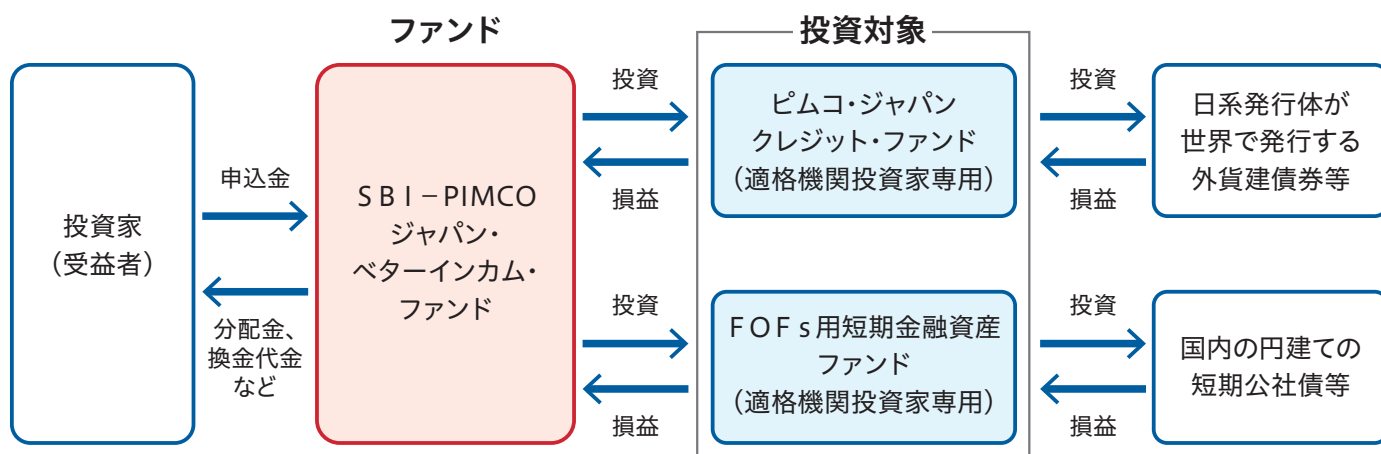 ファンド
投資対象
投資家
（受益者）
申込金
分配金、
換金代金
など
ＳＢＩ－PIMCO
ジャパン・
ベターインカム・
ファンド
投資
損益
ピムコ・ジャパン
クレジット・ファンド
（適格機関投資家専用）
投資
損益
日系発行体が
世界で発行する
外貨建債券等
投資
損益
ＦＯＦｓ用短期金融資産
ファンド
（適格機関投資家専用）
投資
損益
国内の円建ての
短期公社債等